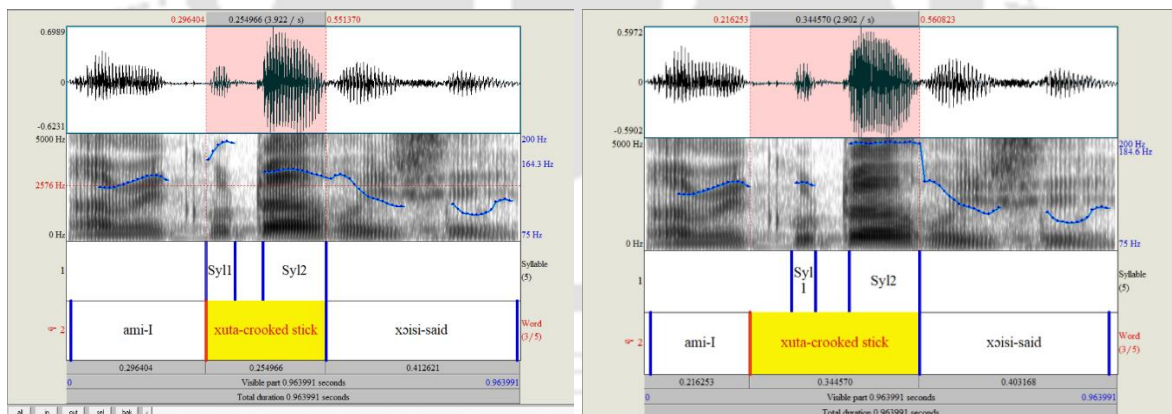 0.296404 0.254966 (3.922 / s) 0.551370
0.6989
0
-0.6231
5000 Hz 200 Hz
164.3 Hz
2576 Hz
0 Hz 75 Hz
1 Syl1 Syl2 Syllable
(5)
2 ami-I xuta-crooked stick xɔisi-said Word
(3/5)
0.296404 0.254966 0.412621
0 Visible part 0.963991 seconds 0.963991
Total duration 0.963991 seconds
all in out sel bak
0.216253 0.344570 (2.902 / s) 0.560823
0.5972
0
-0.5902
5000 Hz 200 Hz
184.6 Hz
0 Hz 75 Hz
1 Syl
1 Syl2 Syllable
(5)
2 ami-I xuta-crooked stick xɔisi-said Word
(3/5)
0.216253 0.344570 0.403168
0 Visible part 0.963991 seconds 0.963991
Total duration 0.963991 seconds